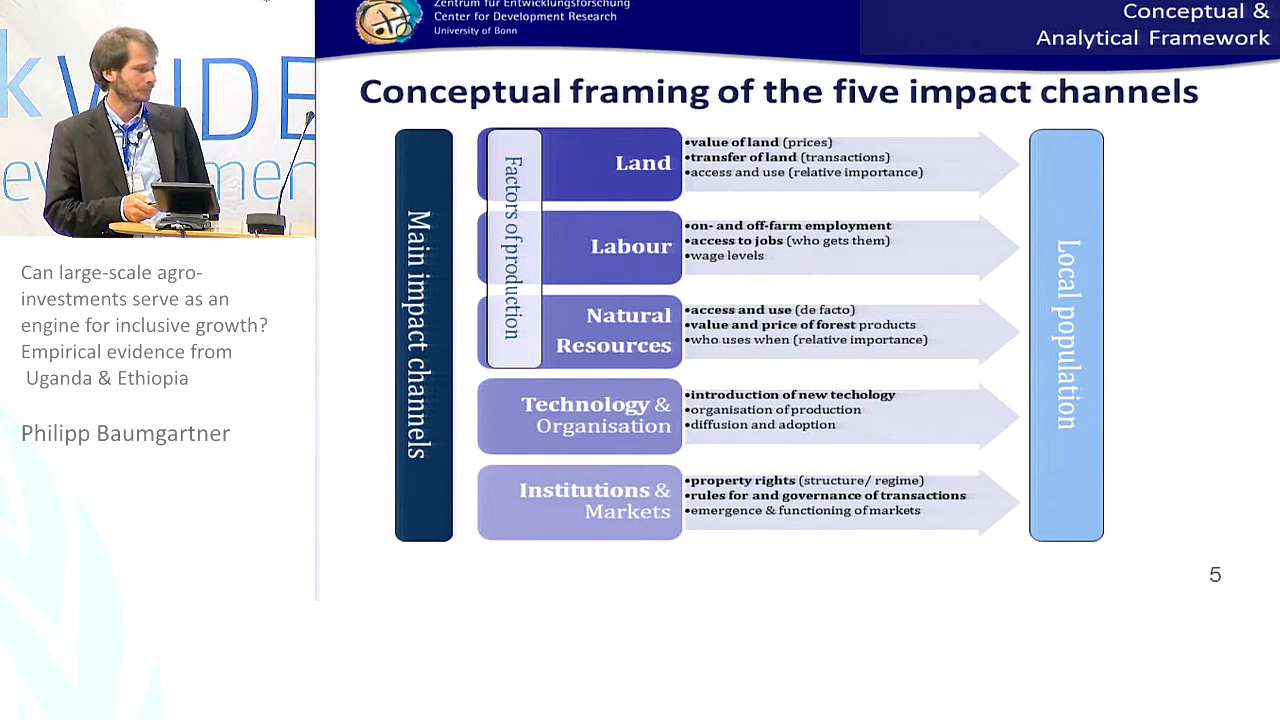 k WIDE
evelopment
Can large-scale agro-
investments serve as an
engine for inclusive growth?
Empirical evidence from
Uganda & Ethiopia
Philipp Baumgartner
Zentrum für Entwicklungsforschung
Center for Development Research
University of Bonn
Conceptual &
Analytical Framework
Conceptual framing of the five impact channels
Main impact channels
Factors of production
Land
•value of land (prices)
•transfer of land (transactions)
•access and use (relative importance)
Labour
•on- and off-farm employment
•access to jobs (who gets them)
•wage levels
Natural
Resources
•access and use (de facto)
•value and price of forest products
•who uses when (relative importance)
Technology &
Organisation
•introduction of new techology
•organisation of production
•diffusion and adoption
Institutions &
Markets
•property rights (structure/ regime)
•rules for and governance of transactions
•emergence & functioning of markets
Local population
5